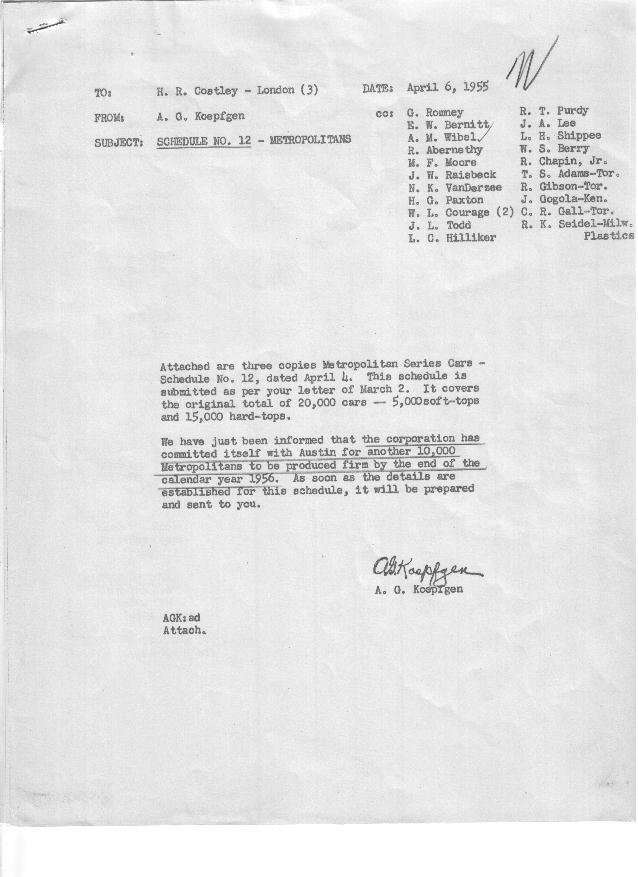 TO: H. R. Costley - London (3) DATE: April 6, 1955
FROM: A. G. Koepfgen cc: G. Romney R. T. Purdy
E. W. Bernitt J. A. Lee
SUBJECT: SCHEDULE NO. 12 - METROPOLITANS A. M. Wibel L. H. Shippee
R. Abernethy W. S. Berry
M. F. Moore R. Chapin, Jr.
J. W. Raisbeck T. S. Adams-Tor.
N. K. VanDerzee R. Gibson-Tor.
H. G. Paxton J. Gogola-Ken.
W. L. Courage (2) C. R. Gall-Tor.
J. L. Todd R. K. Seidel-Milw.
L. C. Hilliker Plastics
Attached are three copies Metropolitan Series Cars -
Schedule No. 12, dated April 4. This schedule is
submitted as per your letter of March 2. It covers
the original total of 20,000 cars -- 5,000 soft-tops
and 15,000 hard-tops.
We have just been informed that the corporation has
committed itself with Austin for another 10,000
Metropolitans to be produced firm by the end of the
calendar year 1956. As soon as the details are
established for this schedule, it will be prepared
and sent to you.
A G Koepfgen
A. G. Koepfgen
AGK:ad
Attach.